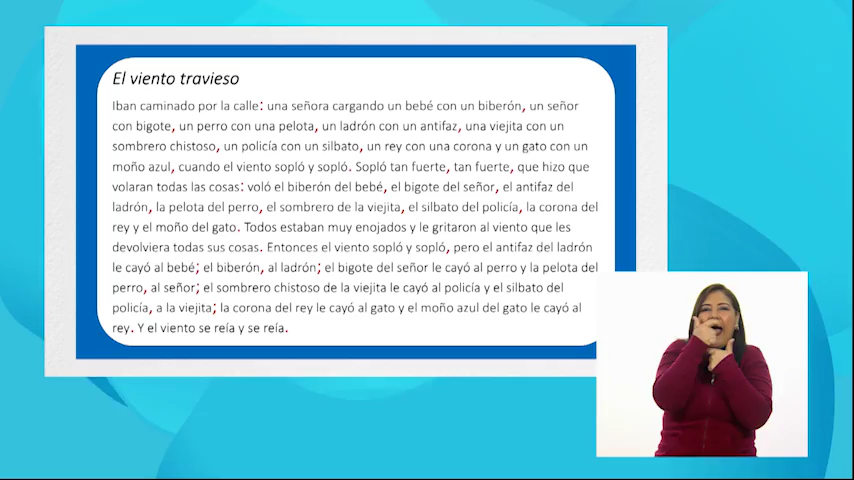 El viento travieso
Iban caminado por la calle: una señora cargando un bebé con un biberón, un señor
con bigote, un perro con una pelota, un ladrón con un antifaz, una viejita con un
sombrero chistoso, un policía con un silbato, un rey con una corona y un gato con un
moño azul, cuando el viento sopló y sopló. Sopló tan fuerte, tan fuerte, que hizo que
volaran todas las cosas: voló el biberón del bebé, el bigote del señor, el antifaz del
ladrón, la pelota del perro, el sombrero de la viejita, el silbato del policía, la corona del
rey y el moño del gato. Todos estaban muy enojados y le gritaron al viento que les
devolviera todas sus cosas. Entonces el viento sopló y sopló, pero el antifaz del ladrón
le cayó al bebé; el biberón, al ladrón; el bigote del señor le cayó al perro y la pelota del
perro, al señor; el sombrero chistoso de la viejita le cayó al policía y el silbato del
policía, a la viejita; la corona del rey le cayó al gato y el moño azul del gato le cayó al
rey. Y el viento se reía y se reía.